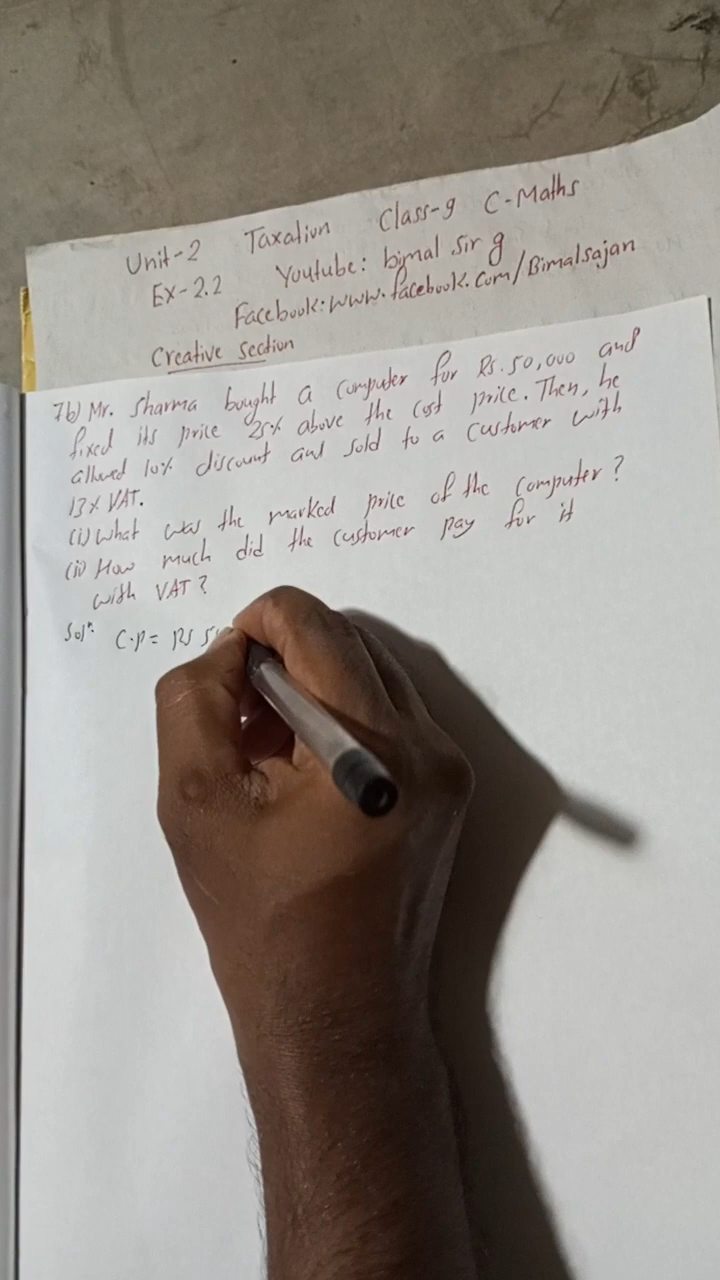 Unit-2 Taxation Class-9 C-Maths
Ex-2.2 Youtube: bimal sir g
Facebook: www.facebook.com/Bimalsajan
Creative section
7b) Mr. Sharma bought a computer for Rs. 50,000 and
fixed its price 25% above the cost price. Then, he
allowed 10% discount and sold to a customer with
13% VAT.
(i) What was the marked price of the computer?
(ii) How much did the customer pay for it
with VAT?
Solⁿ. C.P = Rs 5